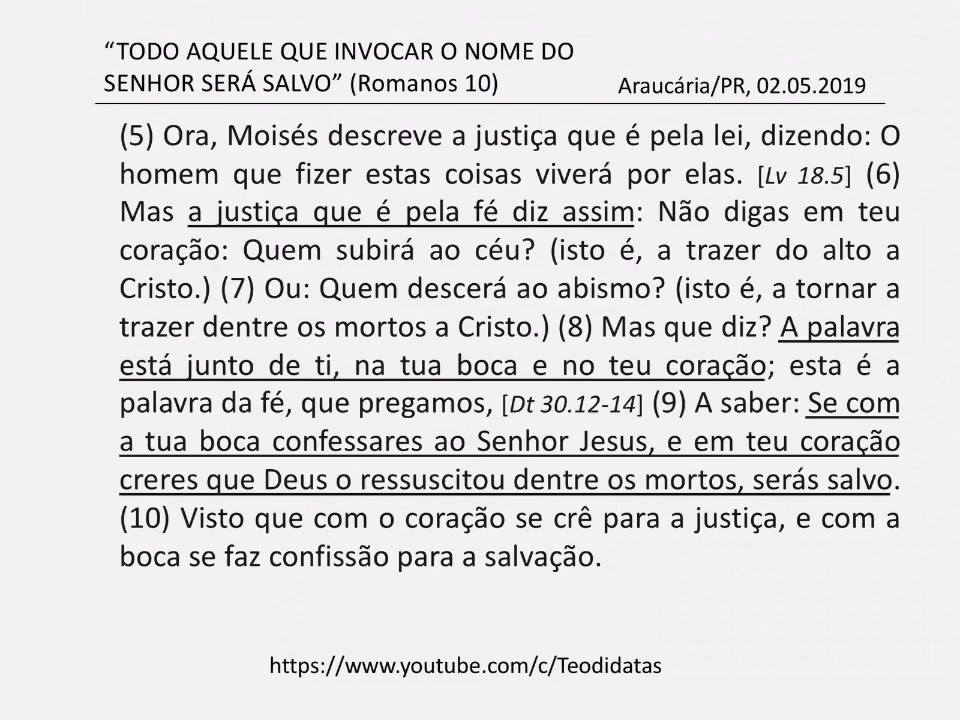 “TODO AQUELE QUE INVOCAR O NOME DO
SENHOR SERÁ SALVO” (Romanos 10)
Araucária/PR, 02.05.2019
(5) Ora, Moisés descreve a justiça que é pela lei, dizendo: O
homem que fizer estas coisas viverá por elas. [Lv 18.5] (6)
Mas a justiça que é pela fé diz assim: Não digas em teu
coração: Quem subirá ao céu? (isto é, a trazer do alto a
Cristo.) (7) Ou: Quem descerá ao abismo? (isto é, a tornar a
trazer dentre os mortos a Cristo.) (8) Mas que diz? A palavra
está junto de ti, na tua boca e no teu coração; esta é a
palavra da fé, que pregamos, [Dt 30.12-14] (9) A saber: Se com
a tua boca confessares ao Senhor Jesus, e em teu coração
creres que Deus o ressuscitou dentre os mortos, serás salvo.
(10) Visto que com o coração se crê para a justiça, e com a
boca se faz confissão para a salvação.
https://www.youtube.com/c/Teodidatas